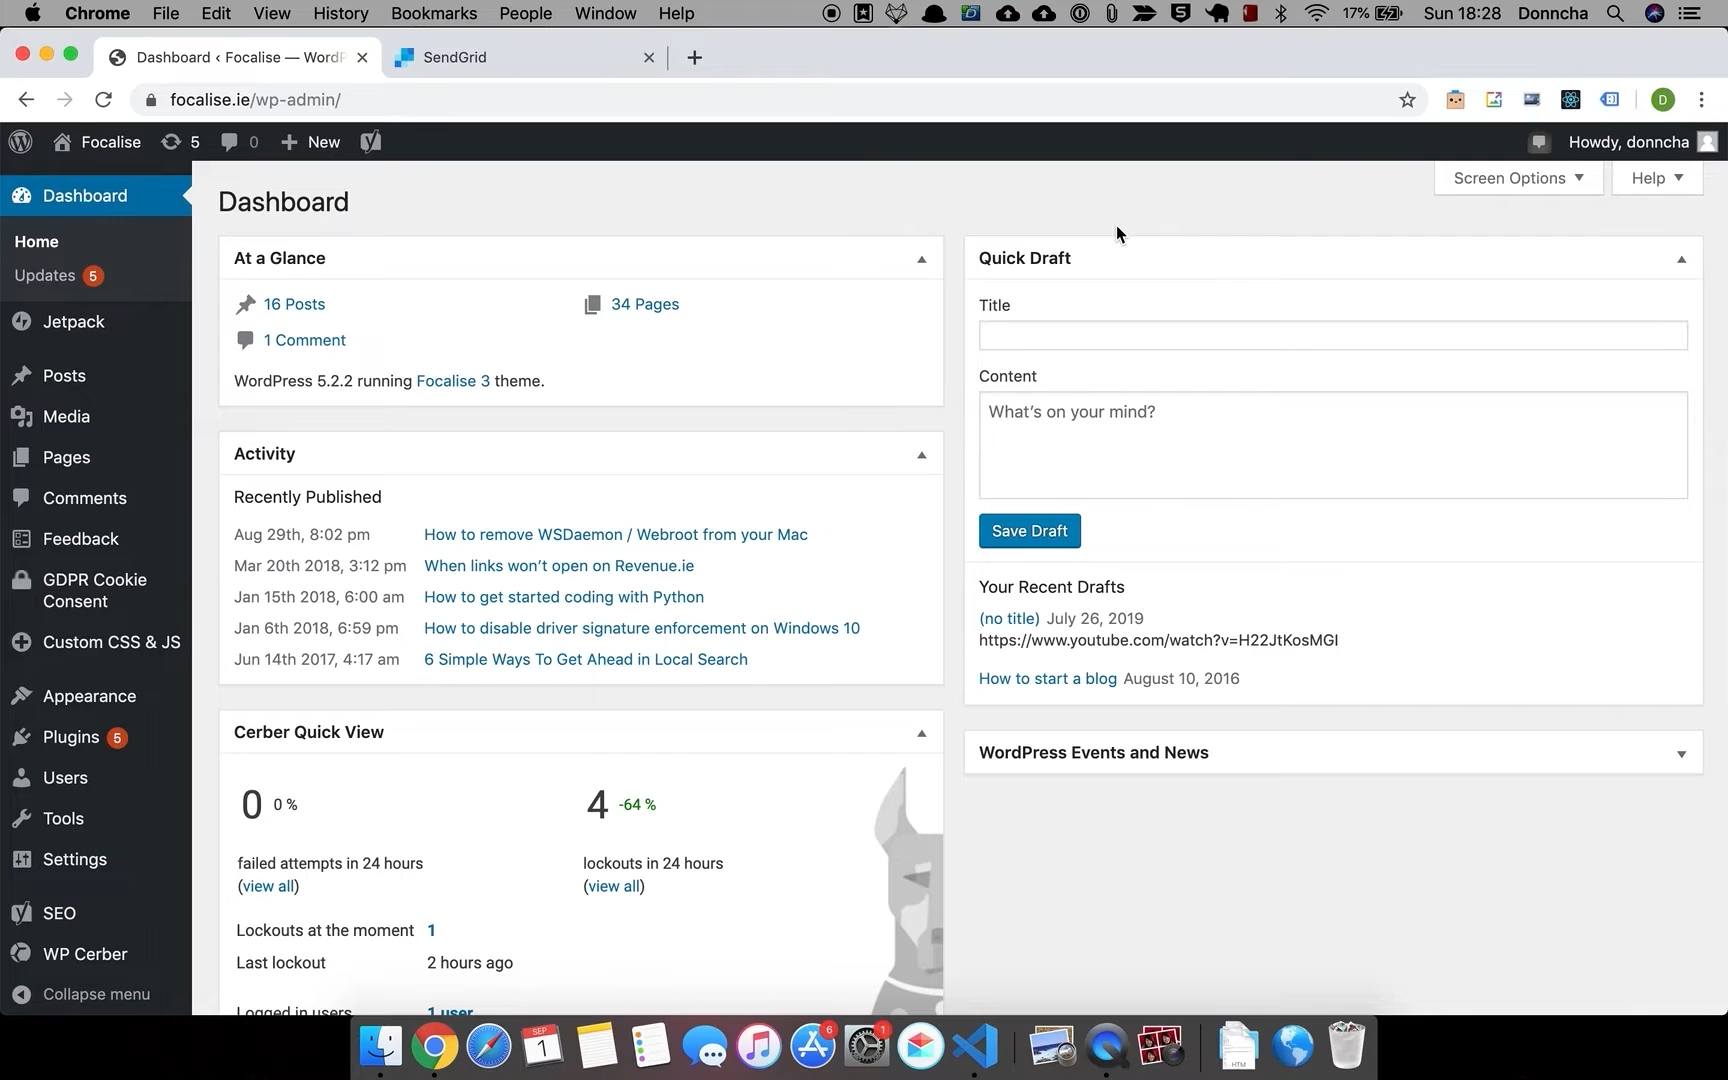 Chrome File Edit View History Bookmarks People Window Help 17% Sun 18:28 Donncha
Dashboard ‹ Focalise — WordP
SendGrid
focalise.ie/wp-admin/
D
Focalise 5 0 New
Howdy, donncha
Screen Options
Help
Dashboard
Home
Updates 5
Jetpack
Posts
Media
Pages
Comments
Feedback
GDPR Cookie
Consent
Custom CSS & JS
Appearance
Plugins 5
Users
Tools
Settings
SEO
WP Cerber
Collapse menu
Dashboard
At a Glance
16 Posts
34 Pages
1 Comment
WordPress 5.2.2 running Focalise 3 theme.
Activity
Recently Published
Aug 29th, 8:02 pm How to remove WSDaemon / Webroot from your Mac
Mar 20th 2018, 3:12 pm When links won’t open on Revenue.ie
Jan 15th 2018, 6:00 am How to get started coding with Python
Jan 6th 2018, 6:59 pm How to disable driver signature enforcement on Windows 10
Jun 14th 2017, 4:17 am 6 Simple Ways To Get Ahead in Local Search
Cerber Quick View
0 0 %
4 -64 %
failed attempts in 24 hours
(view all)
lockouts in 24 hours
(view all)
Lockouts at the moment 1
Last lockout 2 hours ago
Logged in users 1 user
Quick Draft
Title
Content
What’s on your mind?
Save Draft
Your Recent Drafts
(no title) July 26, 2019
https://www.youtube.com/watch?v=H22JtKosMGI
How to start a blog August 10, 2016
WordPress Events and News
SEP
1
6
1
HTM